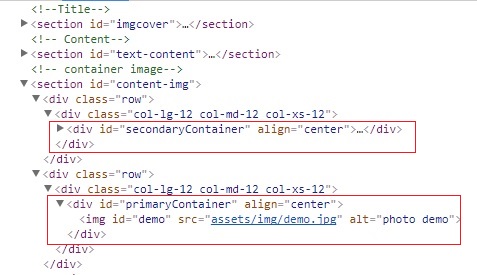 <!--Title-->
▶<section id="imgcover">…</section>
<!-- Content-->
▶<section id="text-content">…</section>
<!-- container image-->
▼<section id="content-img">
▼<div class="row">
▼<div class="col-lg-12 col-md-12 col-xs-12">
▶<div id="secondaryContainer" align="center">…</div>
</div>
</div>
▼<div class="row">
▼<div class="col-lg-12 col-md-12 col-xs-12">
▼<div id="primaryContainer" align="center">
<img id="demo" src="assets/img/demo.jpg" alt="photo demo">
</div>
</div>
</div>